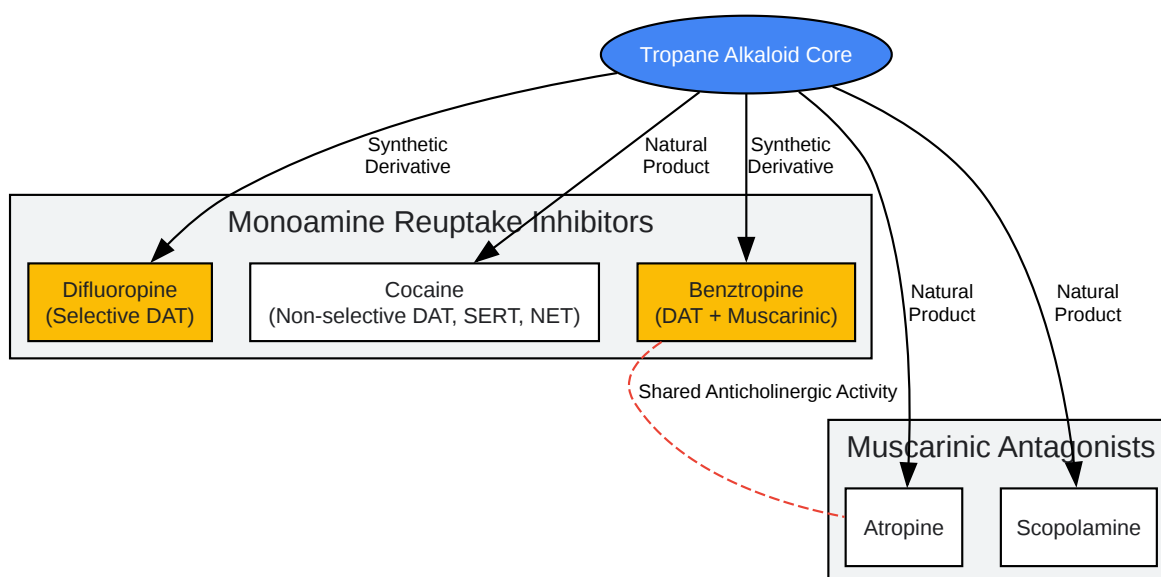 Tropane Alkaloid Core
Synthetic
Derivative
Natural
Product
Synthetic
Derivative
Monoamine Reuptake Inhibitors
Difluoropine
(Selective DAT)
Cocaine
(Non-selective DAT, SERT, NET)
Benztropine
(DAT + Muscarinic)
Natural
Product
Natural
Product
Shared Anticholinergic Activity
Muscarinic Antagonists
Atropine
Scopolamine